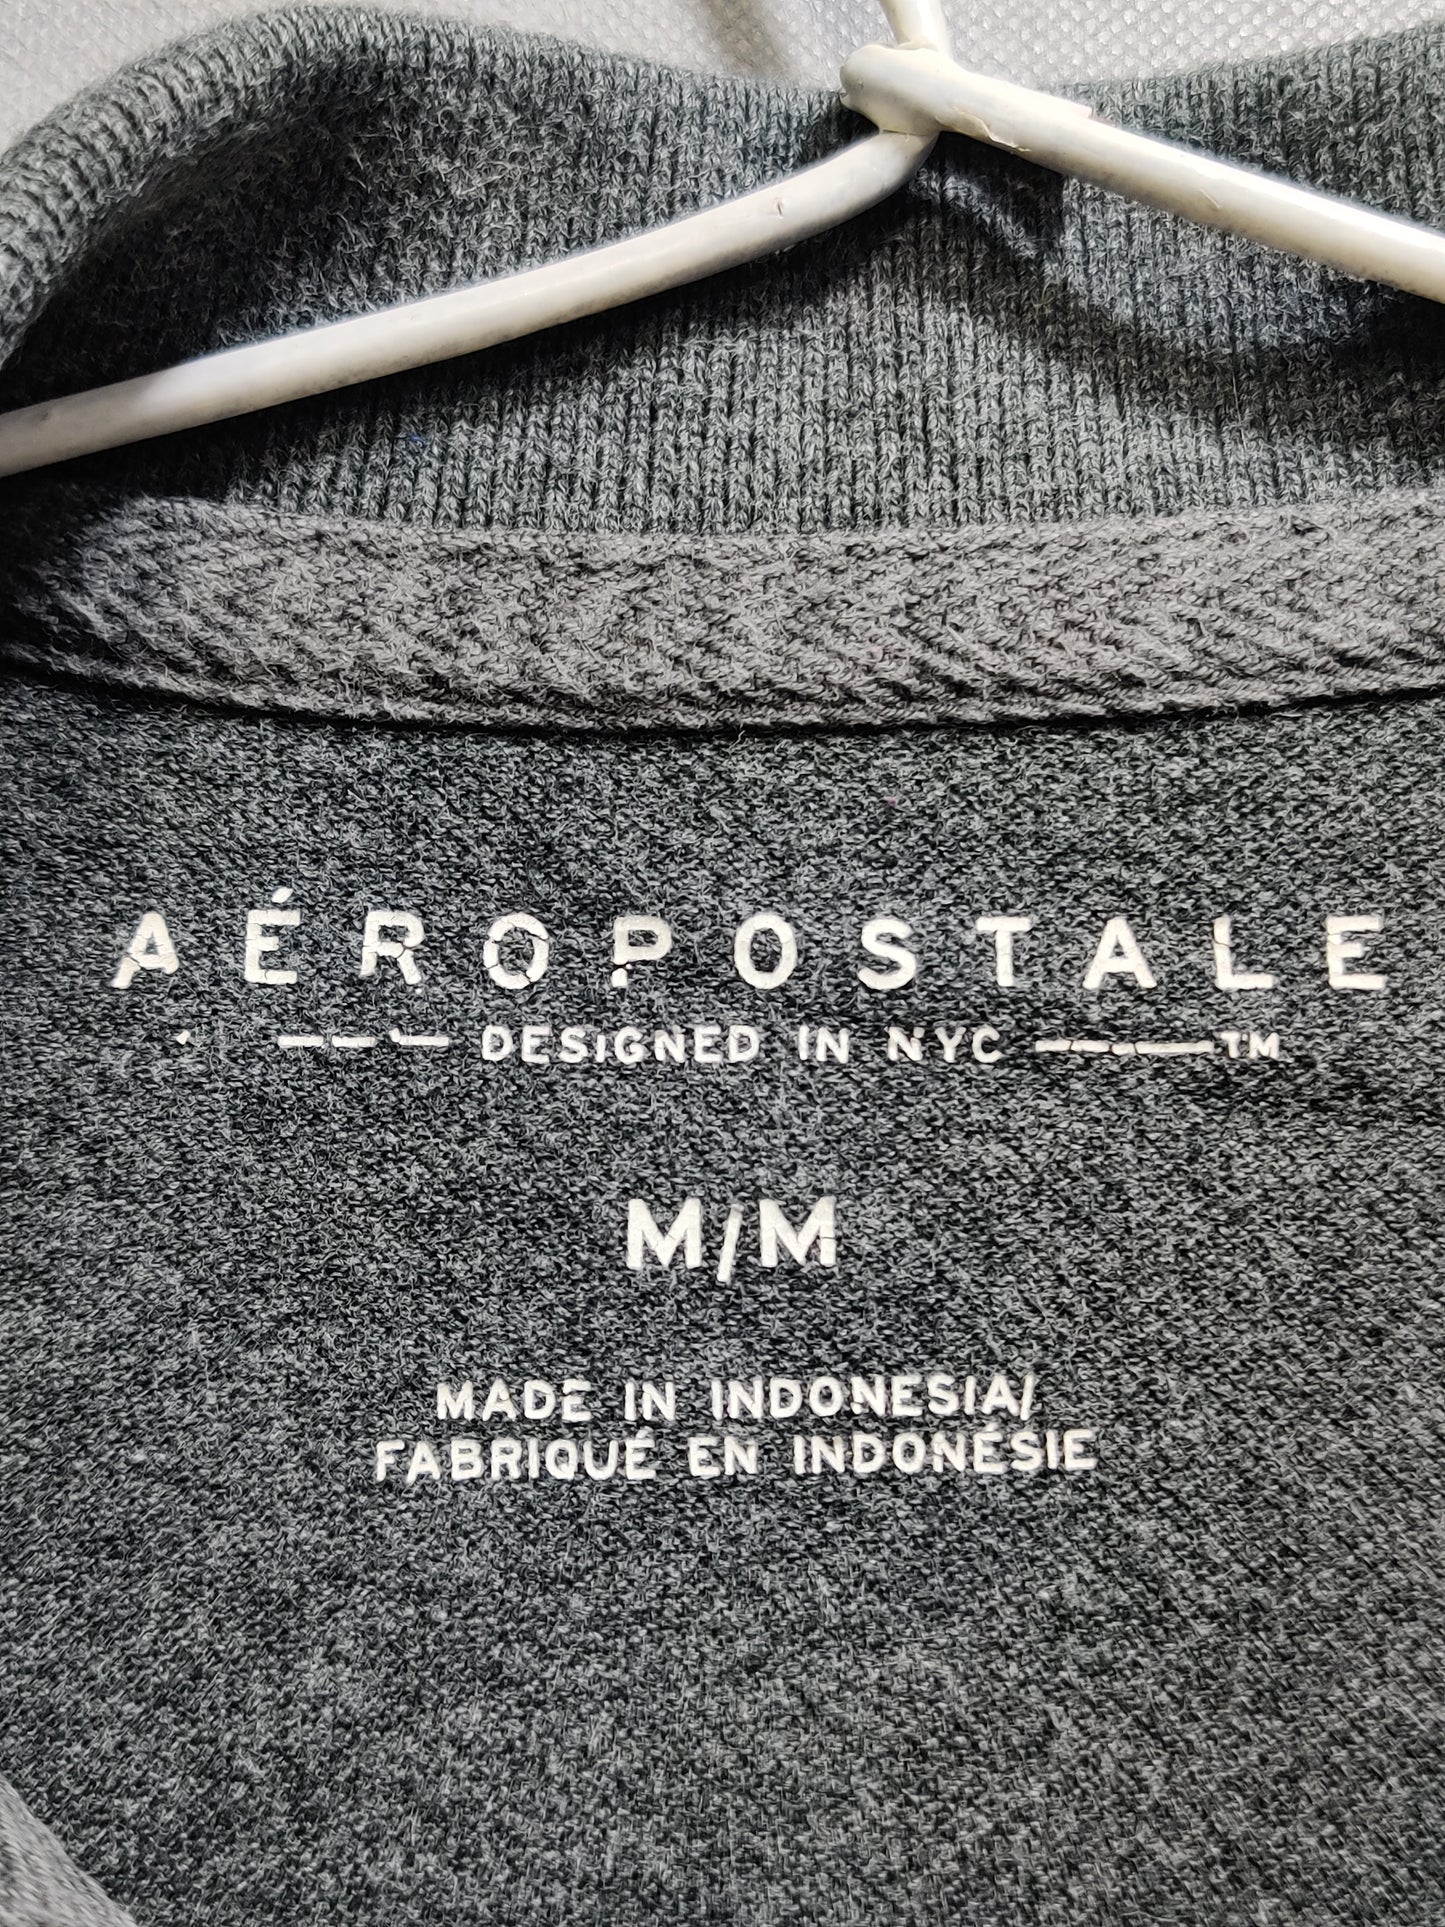 AÉROPOSTALE
DESIGNED IN NYC TM
M/M
MADE IN INDONESIA/
FABRIQUÉ EN INDONÉSIE